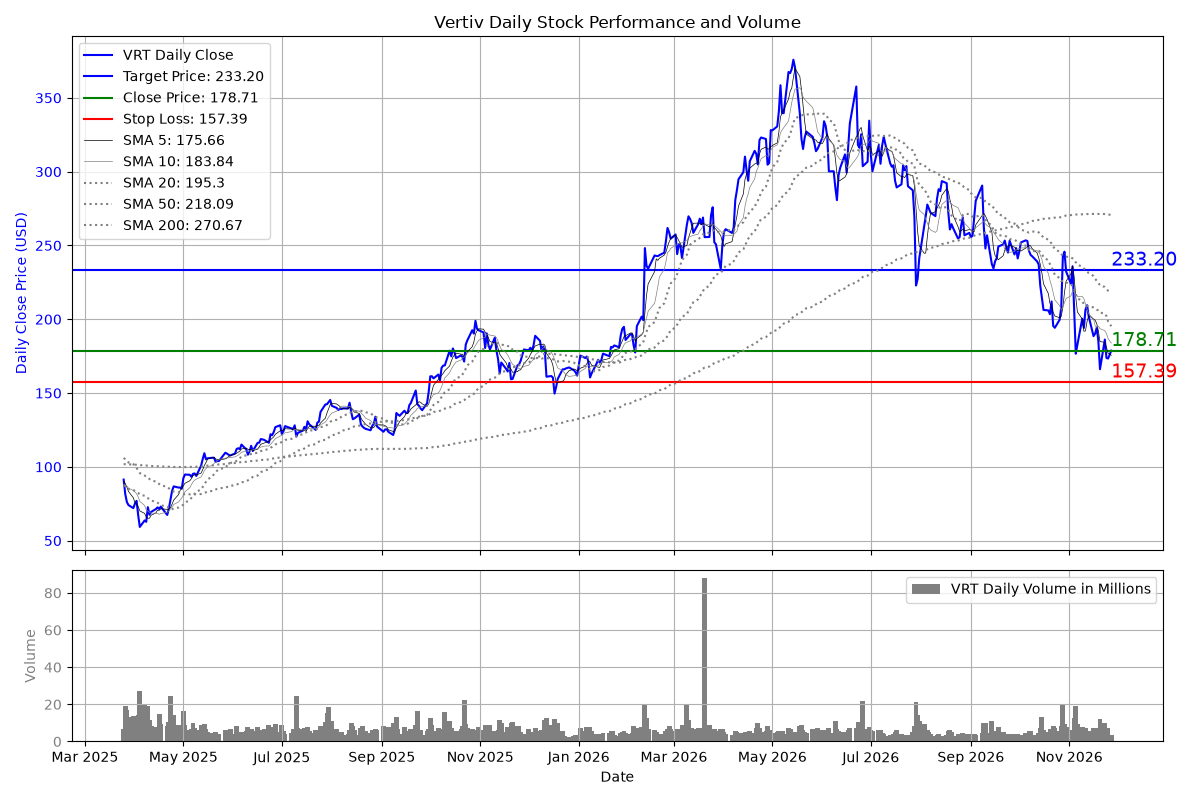 Vertiv Daily Stock Performance and Volume
VRT Daily Close
Target Price: 233.20
Close Price: 178.71
Stop Loss: 157.39
SMA 5: 175.66
SMA 10: 183.84
SMA 20: 195.3
SMA 50: 218.09
SMA 200: 270.67
Daily Close Price (USD)
350
300
250
200
150
100
50
233.20
178.71
157.39
VRT Daily Volume in Millions
Volume
80
60
40
20
0
Mar 2025 May 2025 Jul 2025 Sep 2025 Nov 2025 Jan 2026 Mar 2026 May 2026 Jul 2026 Sep 2026 Nov 2026
Date